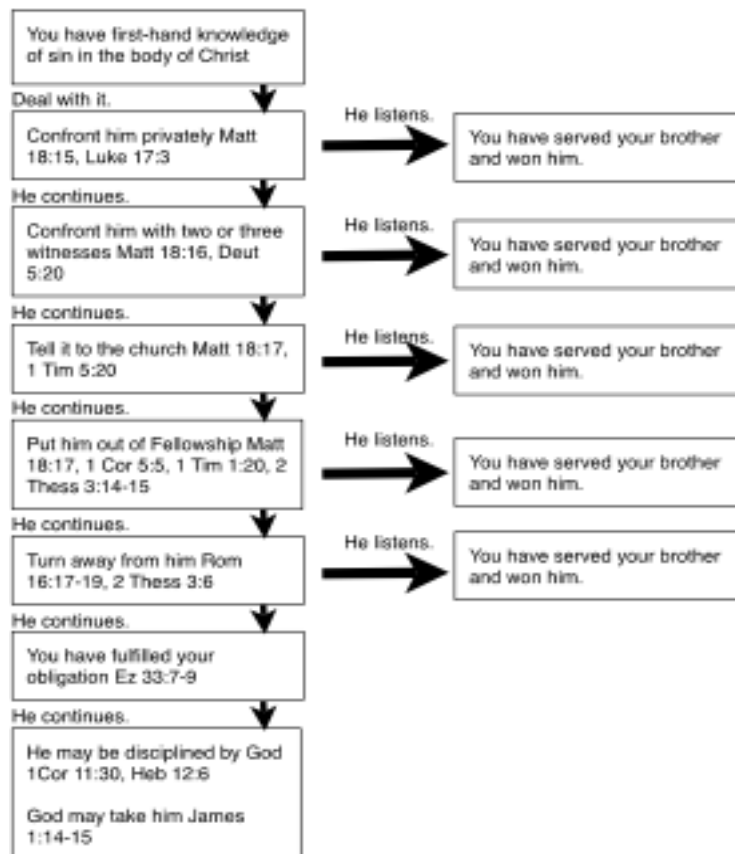 You have first-hand knowledge
of sin in the body of Christ
Deal with it.
Confront him privately Matt
18:15, Luke 17:3
He listens.
You have served your brother
and won him.
He continues.
Confront him with two or three
witnesses Matt 18:16, Deut
5:20
He listens.
You have served your brother
and won him.
He continues.
Tell it to the church Matt 18:17,
1 Tim 5:20
He listens.
You have served your brother
and won him.
He continues.
Put him out of Fellowship Matt
18:17, 1 Cor 5:5, 1 Tim 1:20, 2
Thess 3:14-15
He listens.
You have served your brother
and won him.
He continues.
Turn away from him Rom
16:17-19, 2 Thess 3:6
He listens.
You have served your brother
and won him.
He continues.
You have fulfilled your
obligation Ez 33:7-9
He continues.
He may be disciplined by God
1Cor 11:30, Heb 12:6
God may take him James
1:14-15